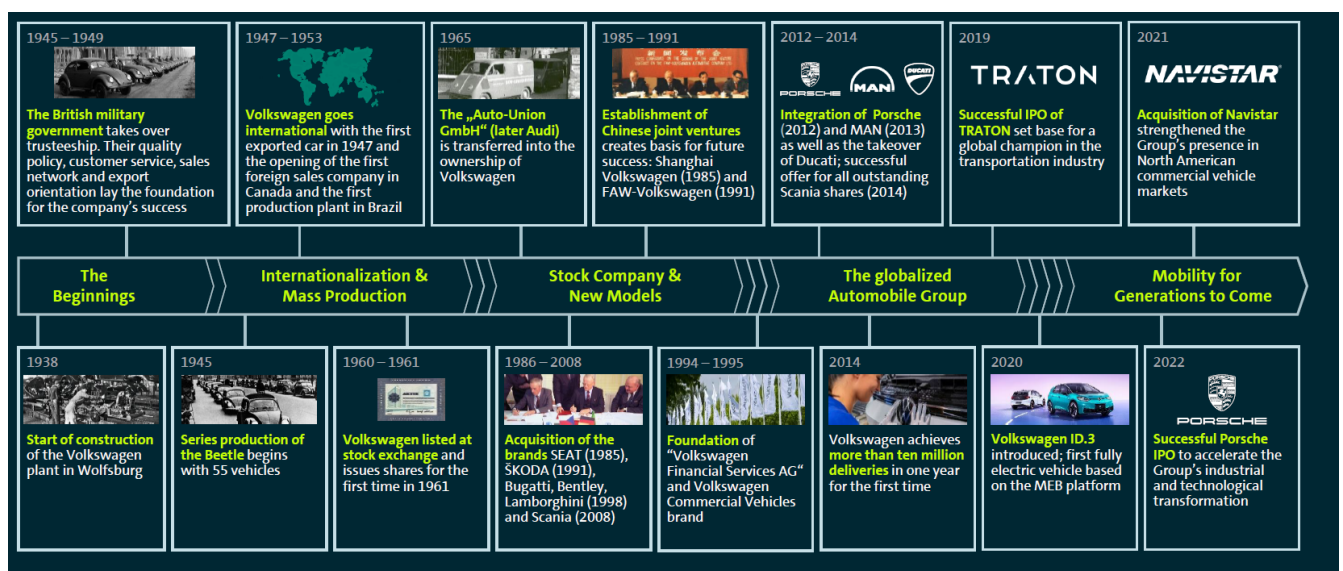 1945 – 1949
The British military
government takes over
trusteeship. Their quality
policy, customer service, sales
network and export
orientation lay the foundation
for the company’s success
1947 – 1953
Volkswagen goes
international with the first
exported car in 1947 and
the opening of the first
foreign sales company in
Canada and the first
production plant in Brazil
1965
The „Auto-Union
GmbH“ (later Audi)
is transferred into the
ownership of
Volkswagen
1985 – 1991
Establishment of
Chinese joint ventures
creates basis for future
success: Shanghai
Volkswagen (1985) and
FAW-Volkswagen (1991)
2012 – 2014
PORSCHE
MAN
DUCATI
Integration of Porsche
(2012) and MAN (2013)
as well as the takeover
of Ducati; successful
offer for all outstanding
Scania shares (2014)
2019
TRATON
Successful IPO of
TRATON set base for a
global champion in the
transportation industry
2021
NAVISTAR
Acquisition of Navistar
strengthened the
Group’s presence in
North American
commercial vehicle
markets
The
Beginnings
Internationalization &
Mass Production
Stock Company &
New Models
The globalized
Automobile Group
Mobility for
Generations to Come
1938
Start of construction
of the Volkswagen
plant in Wolfsburg
1945
Series production of
the Beetle begins
with 55 vehicles
1960 – 1961
Volkswagen listed at
stock exchange and
issues shares for the
first time in 1961
1986 – 2008
Acquisition of the
brands SEAT (1985),
ŠKODA (1991),
Bugatti, Bentley,
Lamborghini (1998)
and Scania (2008)
1994 – 1995
Foundation of
“Volkswagen
Financial Services AG“
and Volkswagen
Commercial Vehicles
brand
2014
Volkswagen achieves
more than ten million
deliveries in one year
for the first time
2020
Volkswagen ID.3
introduced; first fully
electric vehicle based
on the MEB platform
2022
PORSCHE
Successful Porsche
IPO to accelerate the
Group’s industrial
and technological
transformation